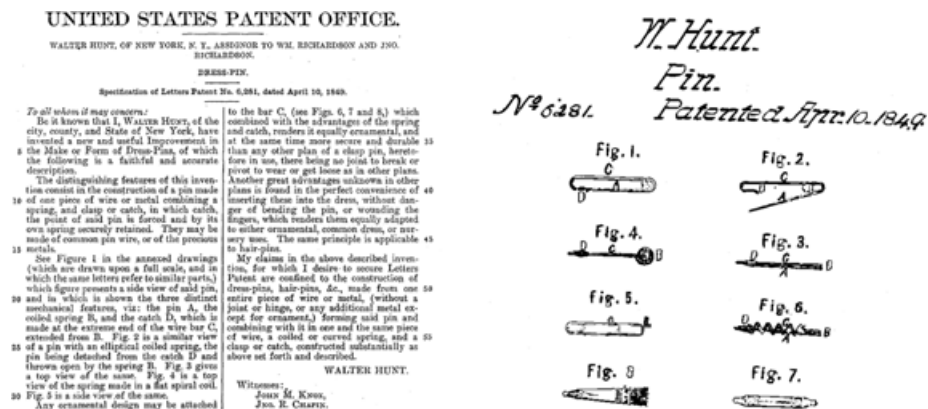 UNITED STATES PATENT OFFICE.
WALTER HUNT, OF NEW YORK, N. Y., ASSIGNOR TO WM. RICHARDSON AND JNO.
RICHARDSON.
DRESS-PIN.
Specification of Letters Patent No. 6,281, dated April 10, 1849.
To all whom it may concern:
Be it known that I, WALTER HUNT, of the
city, county, and State of New York, have
invented a new and useful Improvement in
5 the Make or Form of Dress-Pins, of which
the following is a faithful and accurate
description.
The distinguishing features of this inven-
tion consist in the construction of a pin made
10 of one piece of wire or metal combining a
spring, and clasp or catch, in which catch,
the point of said pin is forced and by its
own spring securely retained. They may be
made of common pin wire, or of the precious
15 metals.
See Figure 1 in the annexed drawings
(which are drawn upon a full scale, and in
which the same letters refer to similar parts,)
which figure presents a side view of said pin,
20 and in which is shown the three distinct
mechanical features, viz: the pin A, the
coiled spring B, and the catch D, which is
made at the extreme end of the wire bar C,
extended from B. Fig. 2 is a similar view
25 of a pin with an elliptical coiled spring, the
pin being detached from the catch D and
thrown open by the spring B. Fig. 3 gives
a top view of the same. Fig. 4 is a top
view of the spring made in a flat spiral coil.
30 Fig. 5 is a side view of the same.
Any ornamental design may be attached
to the bar C, (see Figs. 6, 7 and 8,) which
combined with the advantages of the spring
and catch, renders it equally ornamental, and
at the same time more secure and durable 35
than any other plan of a clasp pin, hereto-
fore in use, there being no joint to break or
pivot to wear or get loose as in other plans.
Another great advantages unknown in other
plans is found in the perfect convenience of 40
inserting these into the dress, without dan-
ger of bending the pin, or wounding the
fingers, which renders them equally adapted
to either ornamental, common dress, or nur-
sery uses. The same principle is applicable 45
to hair-pins.
My claims in the above described inven-
tion, for which I desire to secure Letters
Patent are confined to the construction of
dress-pins, hair-pins, &c., made from one 50
entire piece of wire or metal, (without a
joint or hinge, or any additional metal except
for ornament,) forming said pin and
combining with it in one and the same piece
of wire, a coiled or curved spring, and a 55
clasp or catch, constructed substantially as
above set forth and described.
WALTER HUNT.
Witnesses:
JOHN M. KNOX,
JNO. R. CHAPIN.
W. Hunt.
Pin.
Nº 6281. Patented Apr. 10. 1849.
Fig. 1.
C
A
D
Fig. 2.
C
D
A
Fig. 4.
D
C
B
Fig. 3.
D
C
A
B
Fig. 5.
Fig. 6.
D
C
B
Fig. 8
Fig. 7.